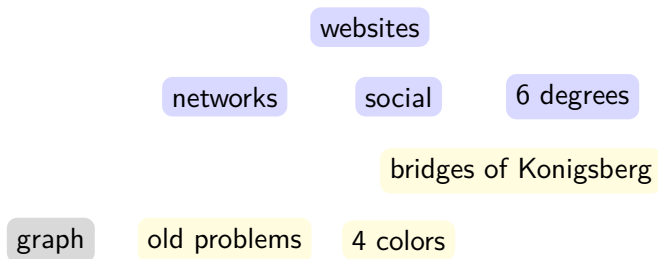 websites
networks social 6 degrees
bridges of Konigsberg
graph old problems 4 colors